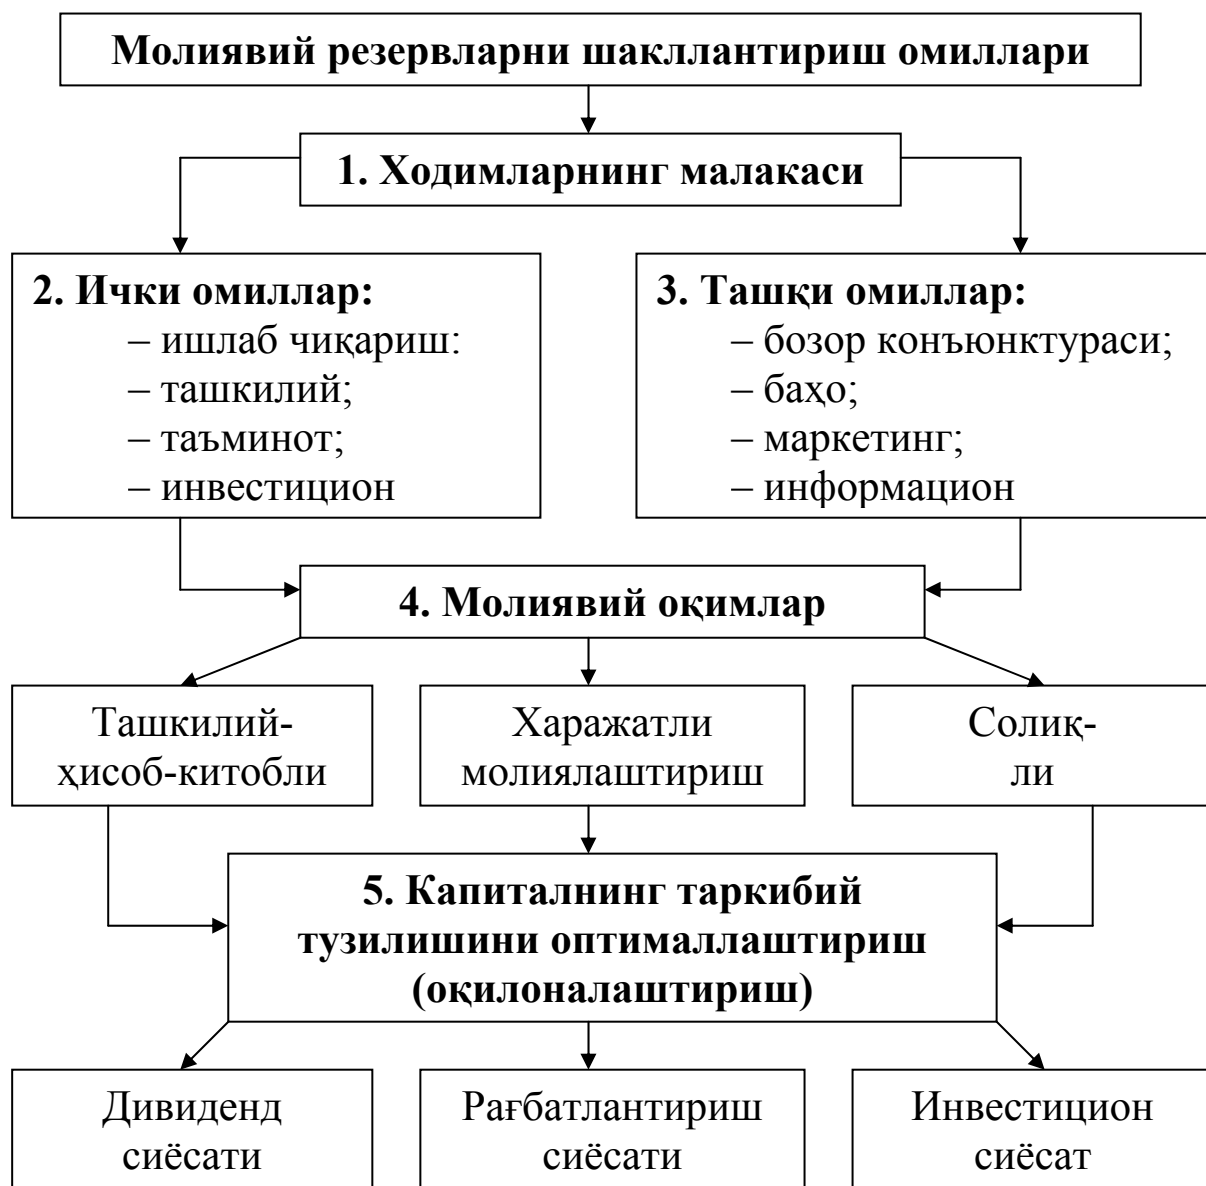 Молиявий резервларни шакллантириш омиллари
1. Ходимларнинг малакаси
2. Ички омиллар:
– ишлаб чиқариш:
– ташкилий;
– таъминот;
– инвестицион
3. Ташқи омиллар:
– бозор конъюнктураси;
– баҳо;
– маркетинг;
– информацион
4. Молиявий оқимлар
Ташкилий-
ҳисоб-китобли
Харажатли
молиялаштириш
Солиқ-
ли
5. Капиталнинг таркибий
тузилишини оптималлаштириш
(оқилоналаштириш)
Дивиденд
сиёсати
Рағбатлантириш
сиёсати
Инвестицион
сиёсат